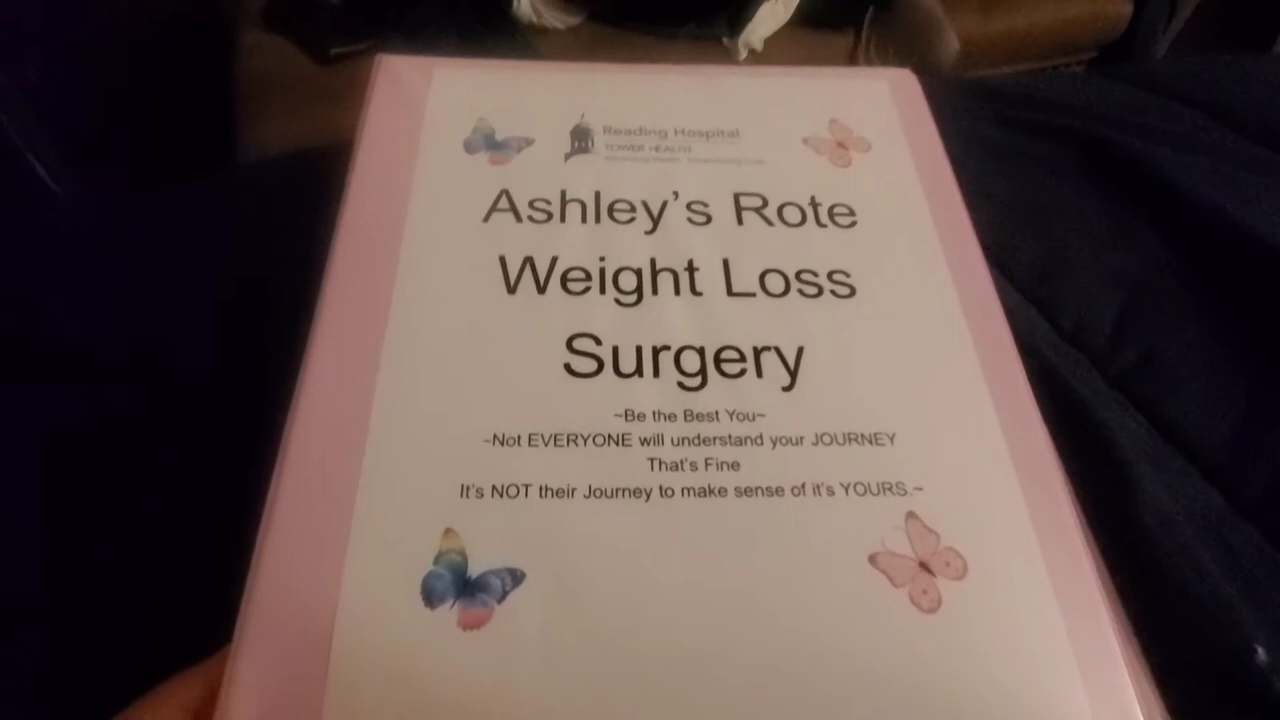 Reading Hospital
TOWER HEALTH
Ashley's Rote
Weight Loss
Surgery
~Be the Best You~
~Not EVERYONE will understand your JOURNEY
That's Fine
It's NOT their Journey to make sense of it's YOURS.~